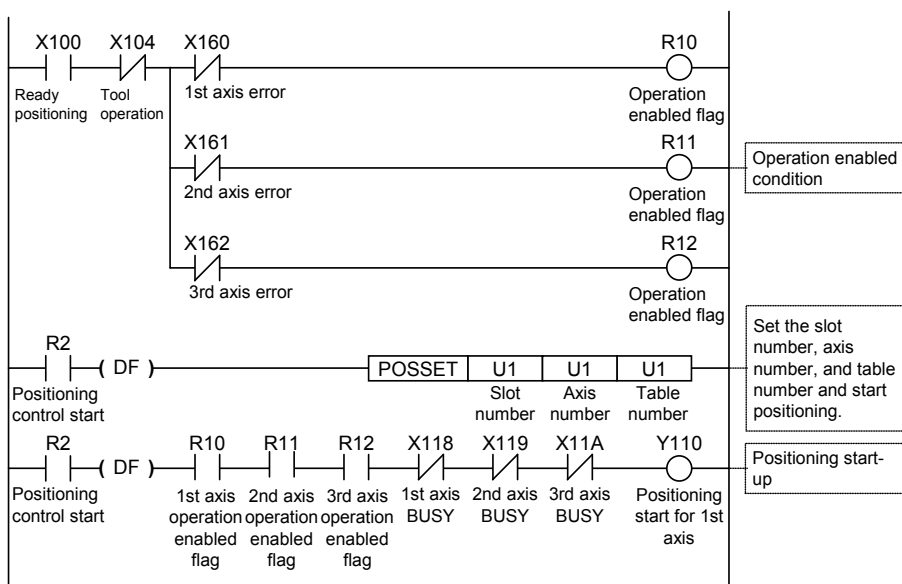 X100 X104 X160 R10
Ready positioning Tool operation 1st axis error Operation enabled flag
X161 R11
2nd axis error Operation enabled flag
Operation enabled condition
X162 R12
3rd axis error Operation enabled flag
R2
( DF )
POSSET U1 U1 U1
Positioning control start
Slot number Axis number Table number
Set the slot
number, axis
number, and table
number and start
positioning.
R2
( DF )
R10 R11 R12 X118 X119 X11A Y110
Positioning control start
1st axis operation enabled flag
2nd axis operation enabled flag
3rd axis operation enabled flag
1st axis BUSY
2nd axis BUSY
3rd axis BUSY
Positioning start for 1st axis
Positioning start-
up